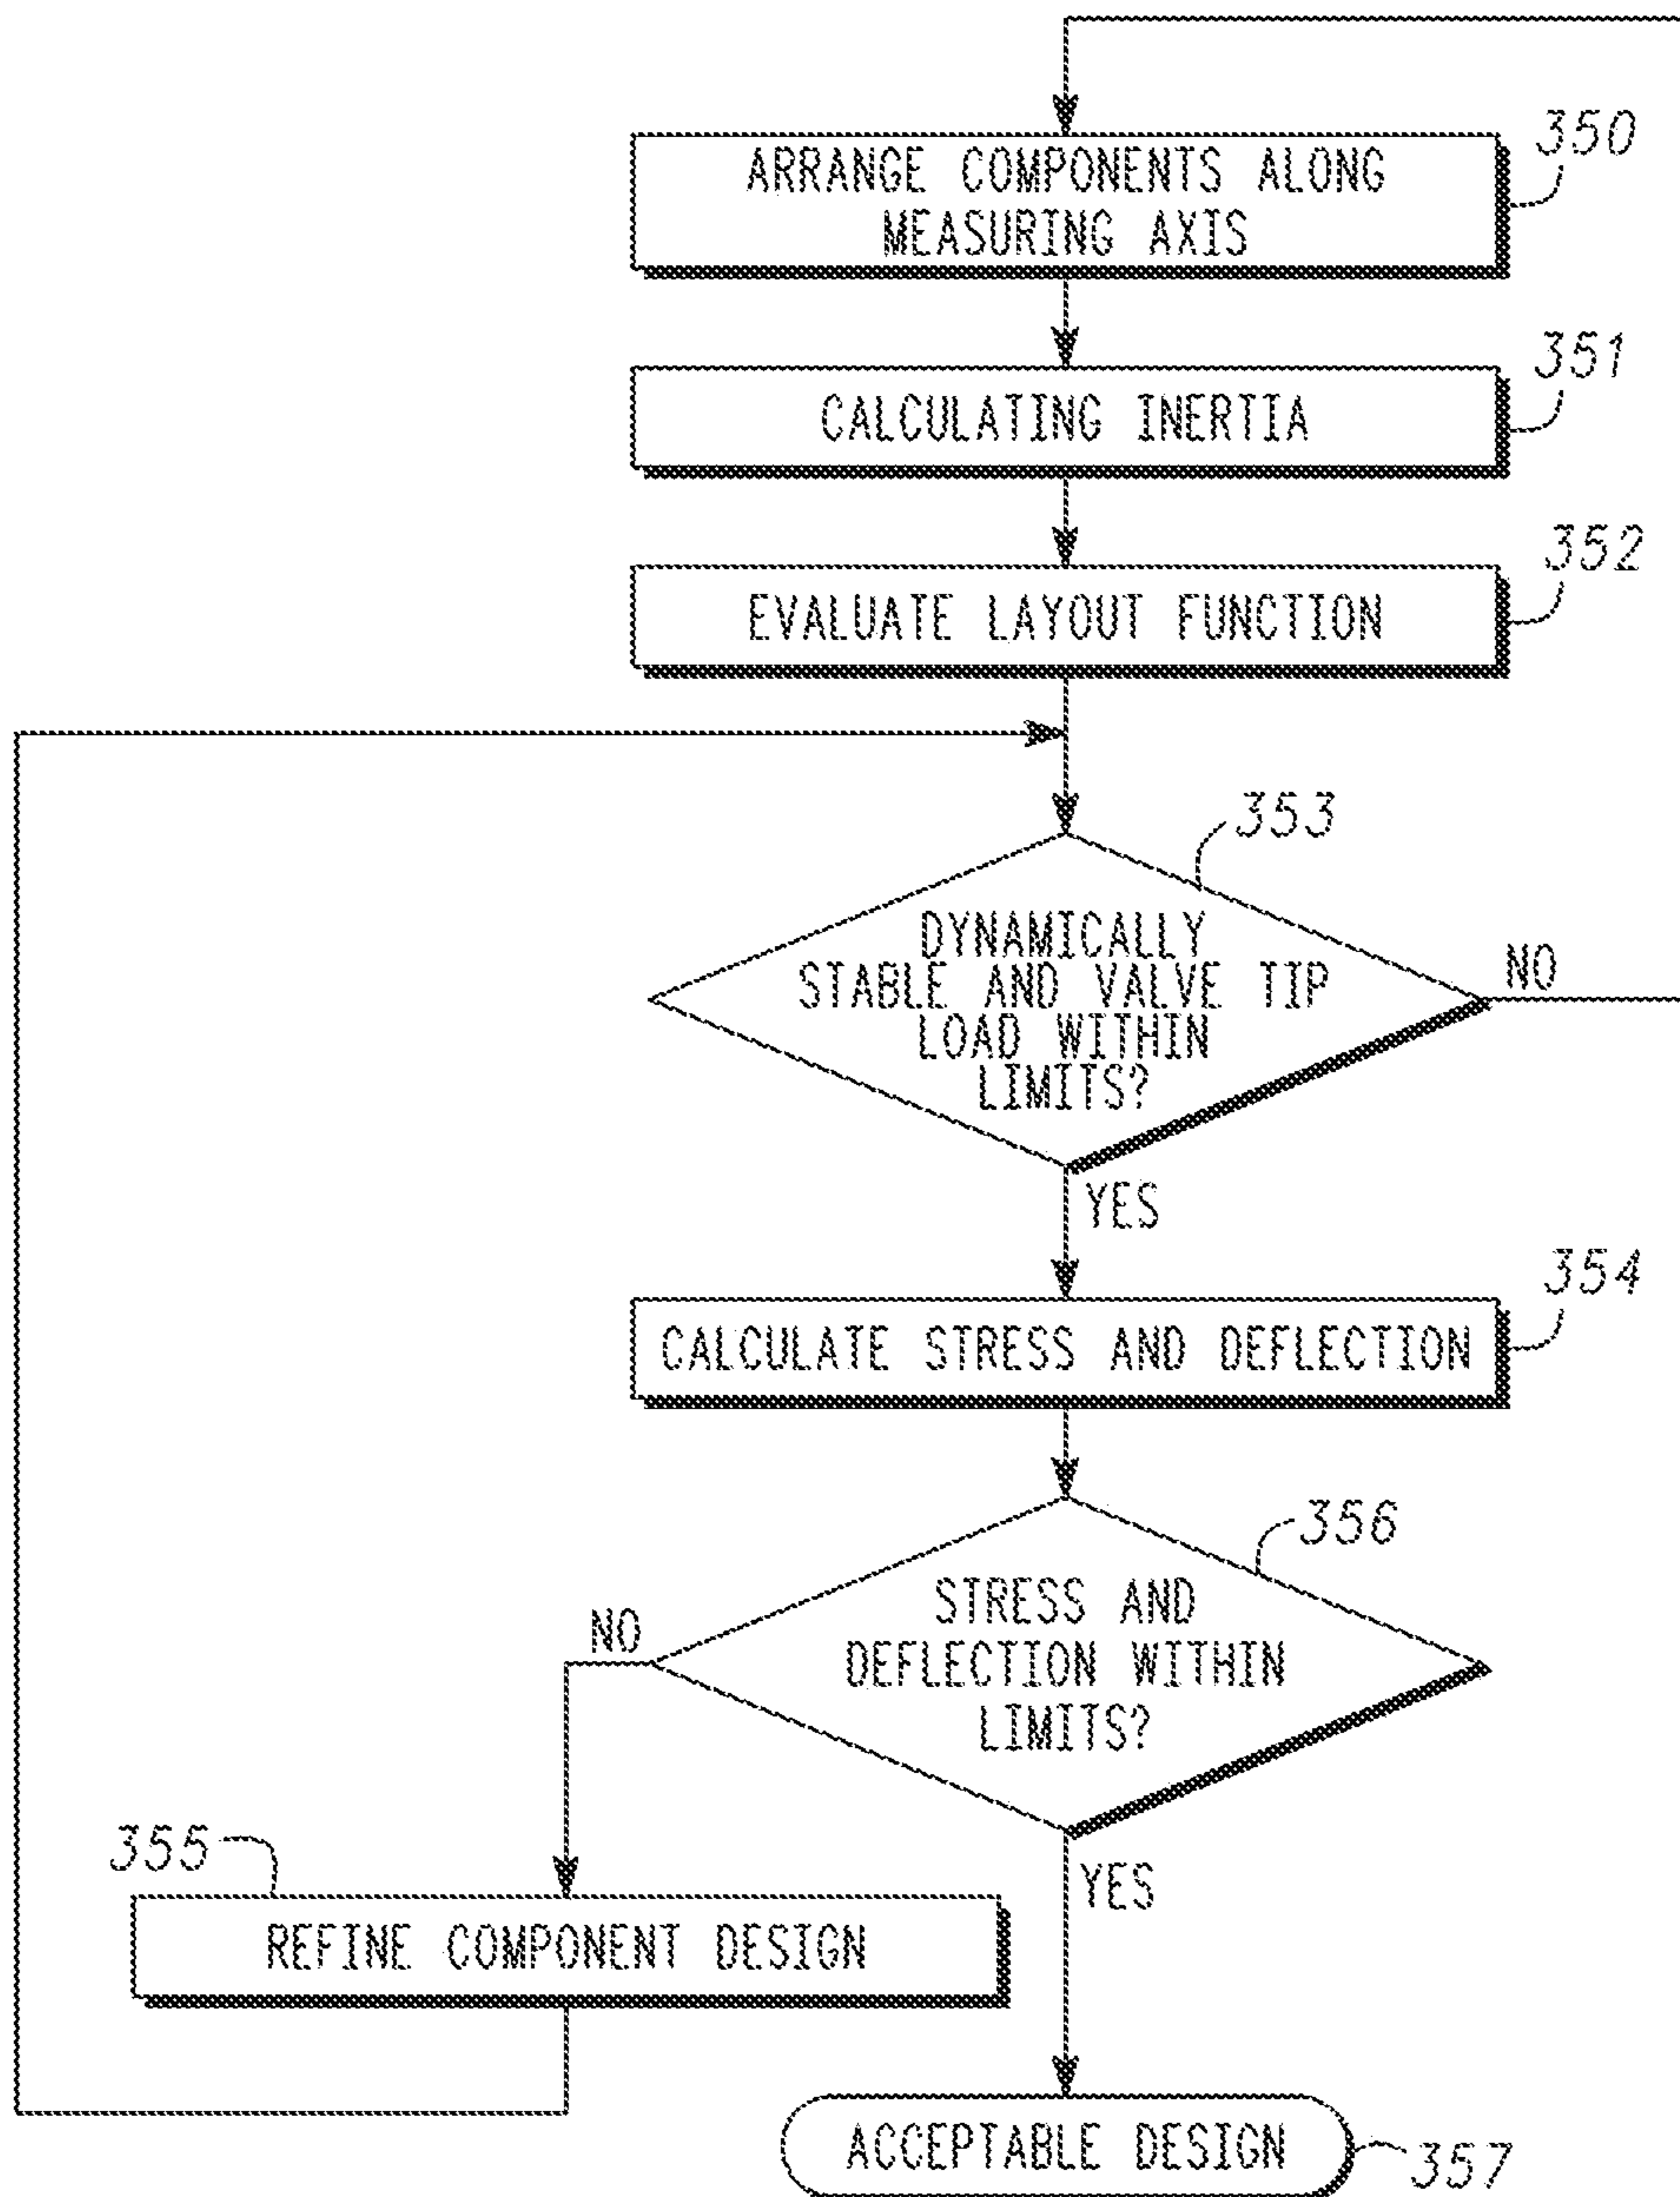 350
ARRANGE COMPONENTS ALONG
MEASURING AXIS
351
CALCULATING INERTIA
352
EVALUATE LAYOUT FUNCTION
353
DYNAMICALLY
STABLE AND VALVE TIP
LOAD WITHIN
LIMITS?
NO
YES
354
CALCULATE STRESS AND DEFLECTION
356
STRESS AND
DEFLECTION WITHIN
LIMITS?
NO
YES
355
REFINE COMPONENT DESIGN
ACCEPTABLE DESIGN
357